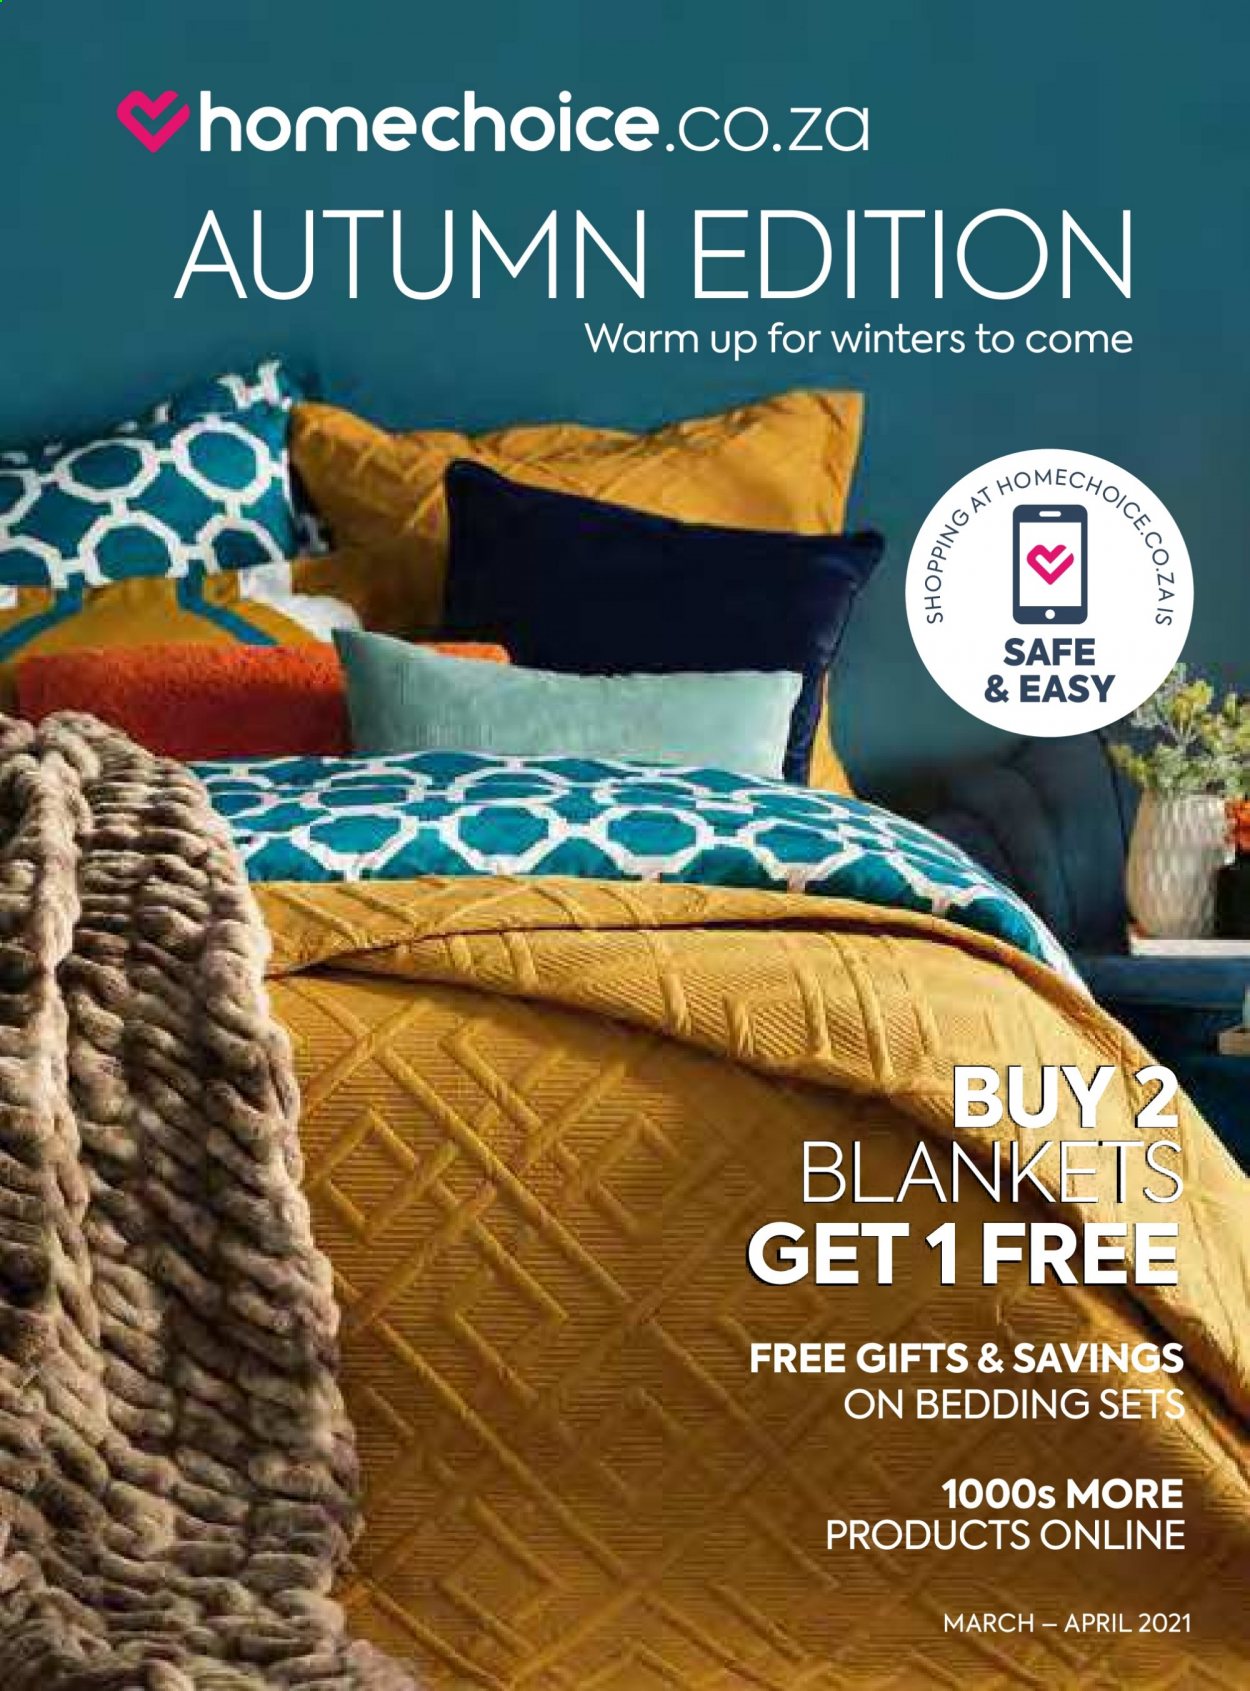 homechoice.co.za
AUTUMN EDITION
Warm up for winters to come
SHOPPING AT HOMECHOICE.CO.ZA IS
SAFE
& EASY
BUY 2
BLANKETS
GET 1 FREE
FREE GIFTS & SAVINGS
ON BEDDING SETS
1000s MORE
PRODUCTS ONLINE
MARCH – APRIL 2021